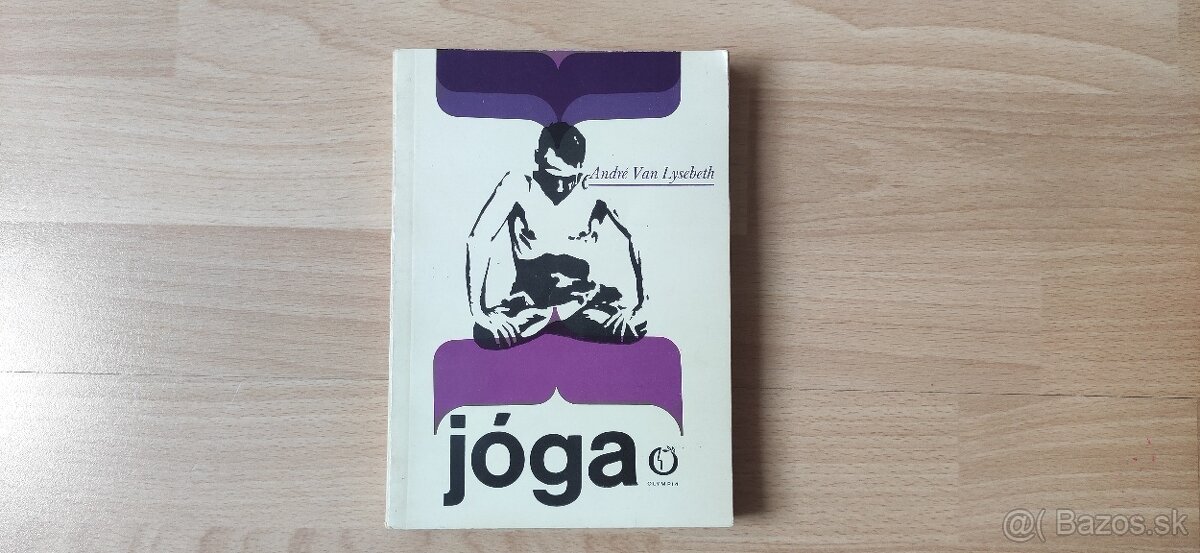 André Van Lysebeth
jóga
OLYMPIA
@( Bazos.sk